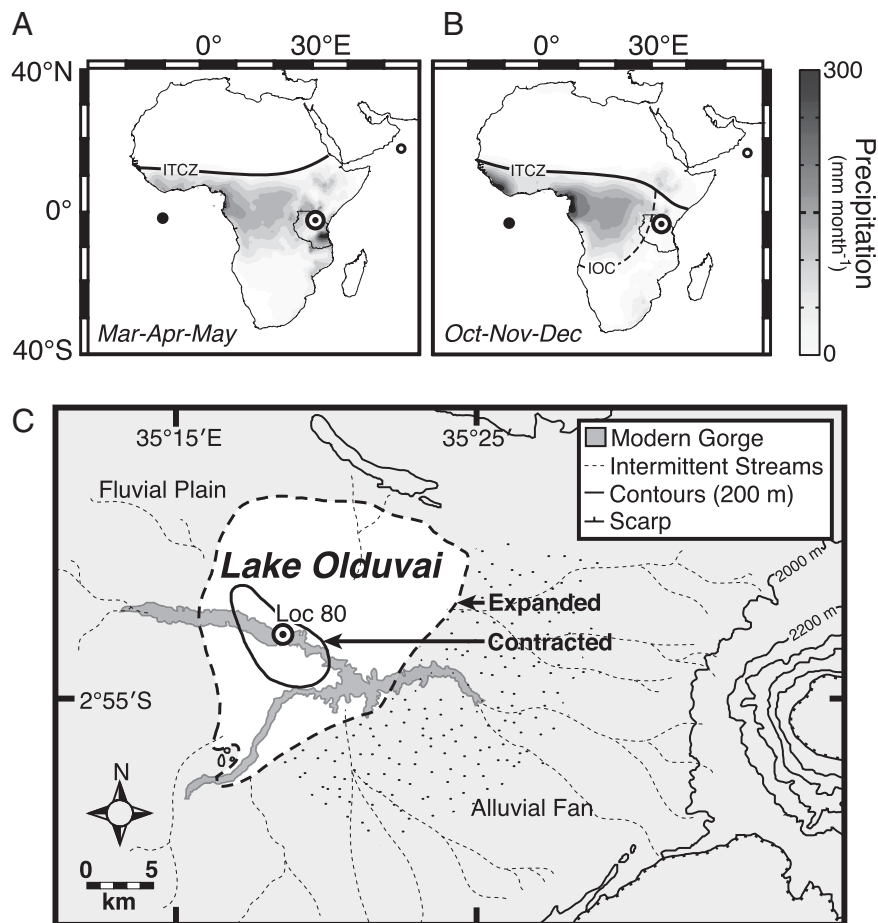 A
B
0°
30°E
0°
30°E
40°N
0°
40°S
ITCZ
Mar-Apr-May
ITCZ
IOC
Oct-Nov-Dec
300
0
Precipitation
(mm month⁻¹)
C
35°15′E
35°25
Modern Gorge
Intermittent Streams
Contours (200 m)
Scarp
Fluvial Plain
Lake Olduvai
Loc 80
Expanded
Contracted
2000 m
2200 m
2°55′S
Alluvial Fan
N
0 5
km